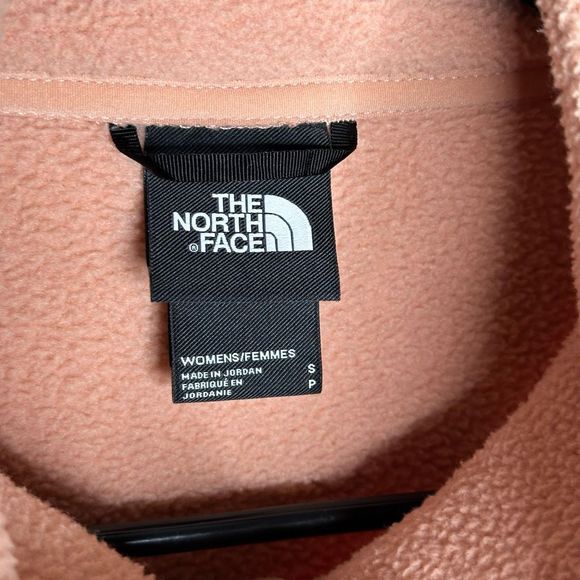 THE
NORTH
®FACE
WOMENS/FEMMES S
MADE IN JORDAN
FABRIQUÉ EN P
JORDANIE